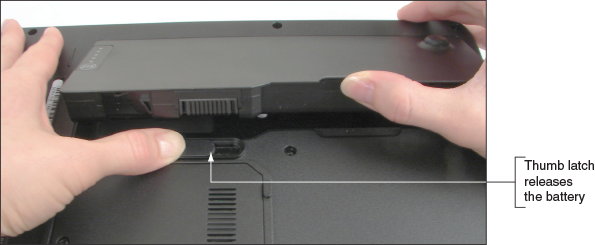 Thumb latch
releases
the battery